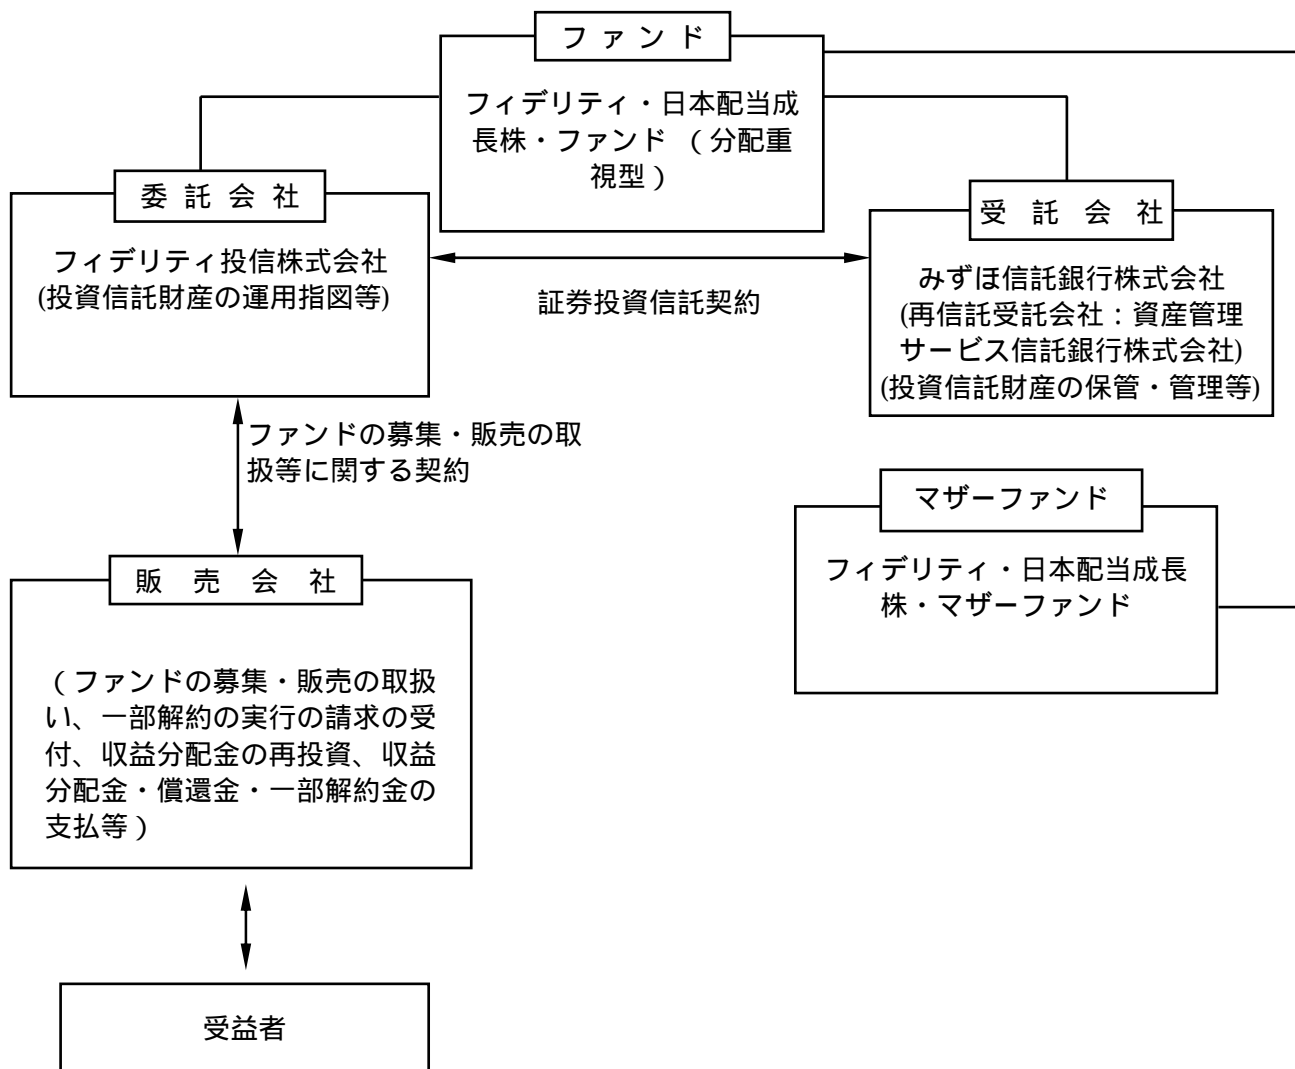 ファンド
フィデリティ・日本配当成
長株・ファンド （分配重
視型）
委託会社
フィデリティ投信株式会社
(投資信託財産の運用指図等)
証券投資信託契約
受託会社
みずほ信託銀行株式会社
(再信託受託会社：資産管理
サービス信託銀行株式会社)
(投資信託財産の保管・管理等)
ファンドの募集・販売の取
扱等に関する契約
マザーファンド
フィデリティ・日本配当成長
株・マザーファンド
販売会社
（ファンドの募集・販売の取扱
い、一部解約の実行の請求の受
付、収益分配金の再投資、収益
分配金・償還金・一部解約金の
支払等）
受益者